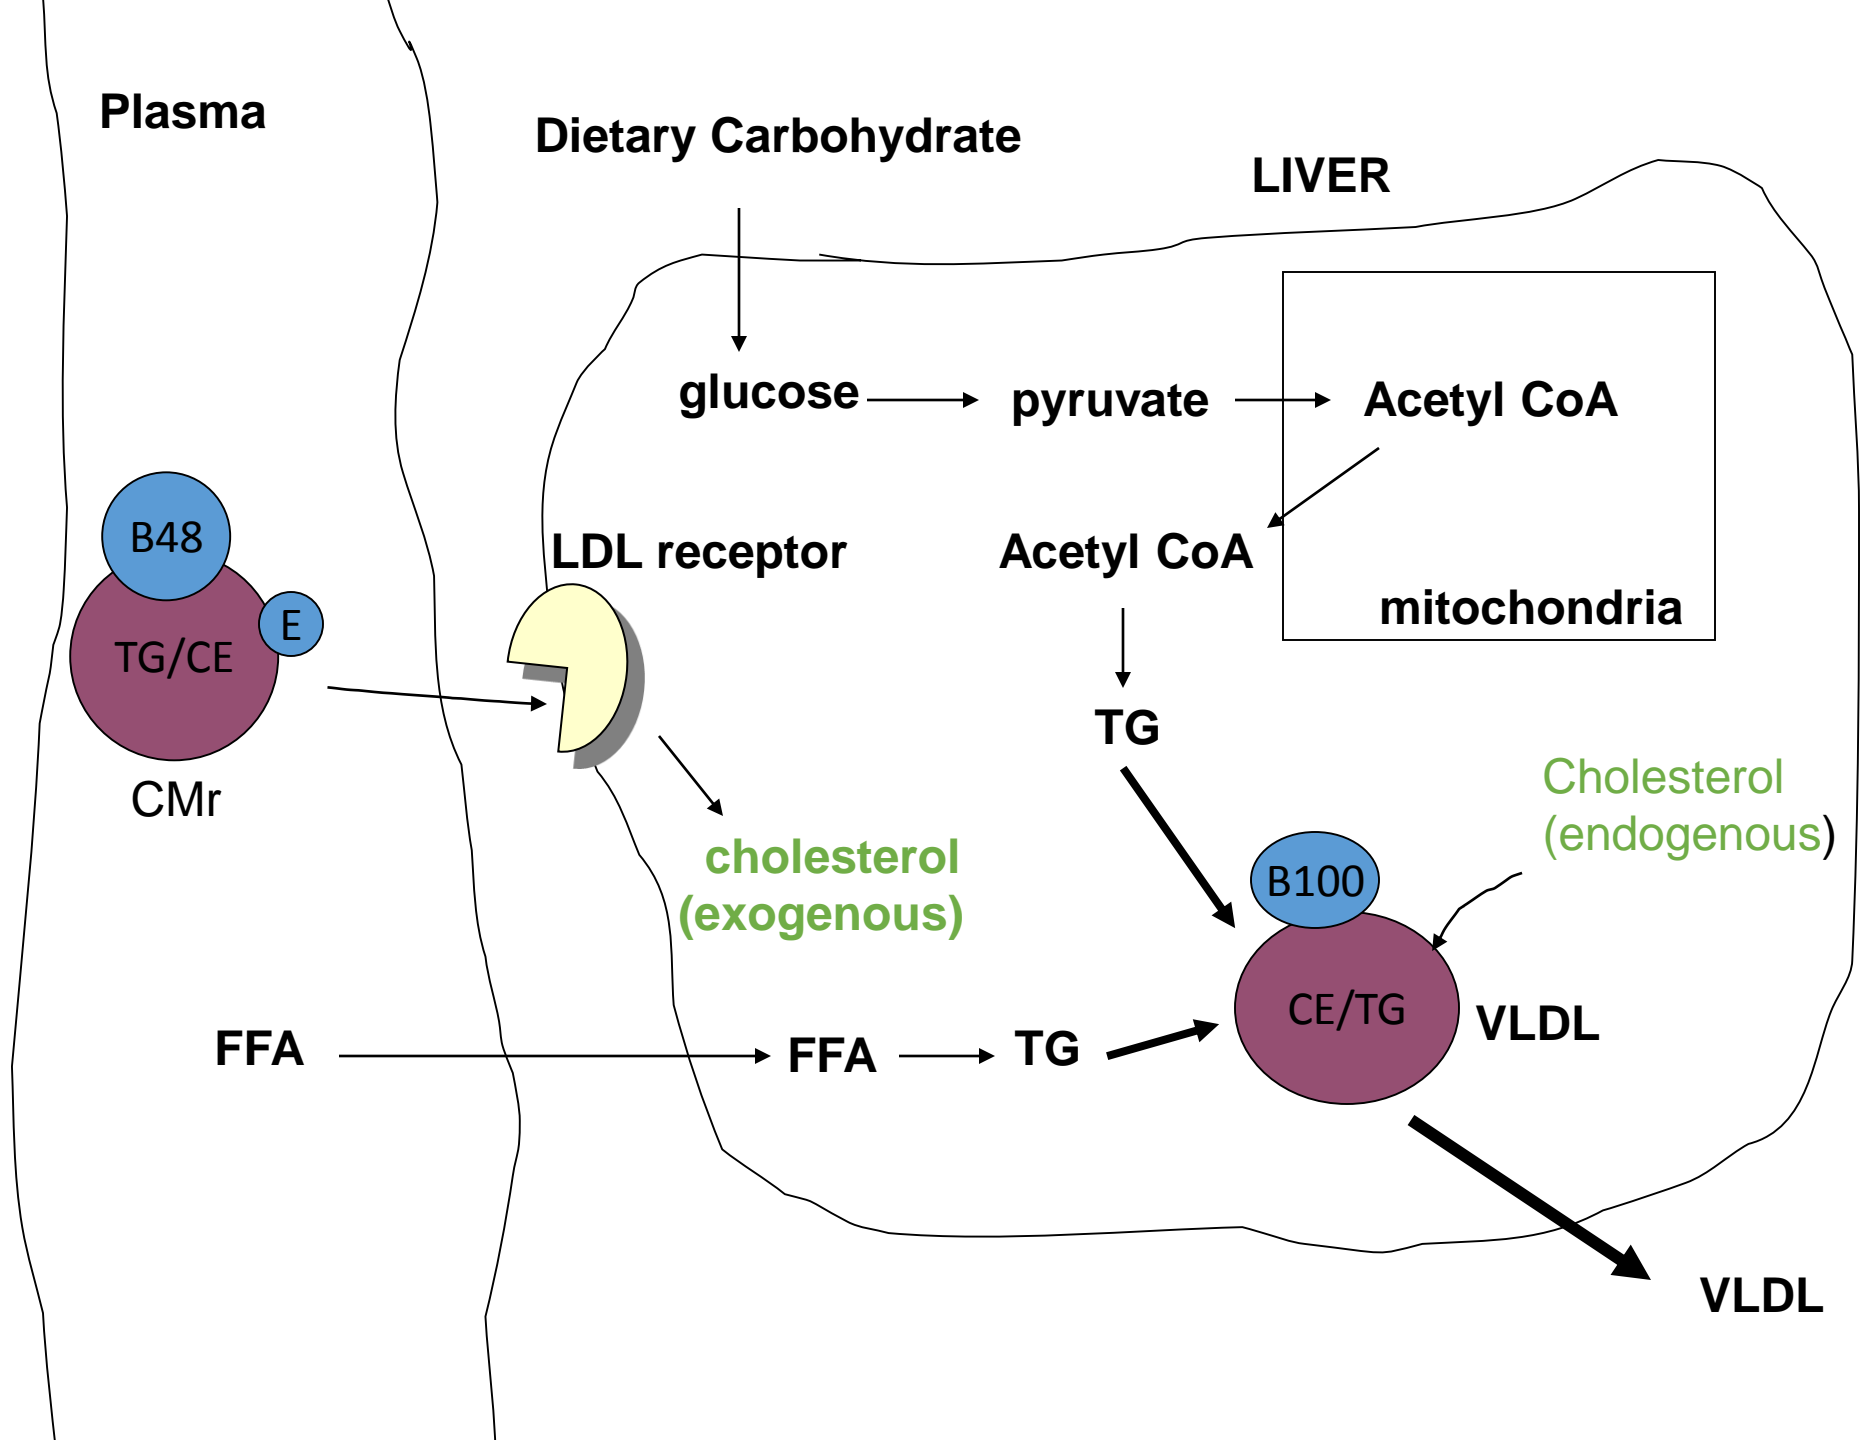 Plasma
Dietary Carbohydrate
LIVER
glucose
pyruvate
Acetyl CoA
B48
E
TG/CE
CMr
LDL receptor
Acetyl CoA
mitochondria
TG
Cholesterol
(endogenous)
cholesterol
(exogenous)
B100
CE/TG
VLDL
FFA
FFA
TG
VLDL